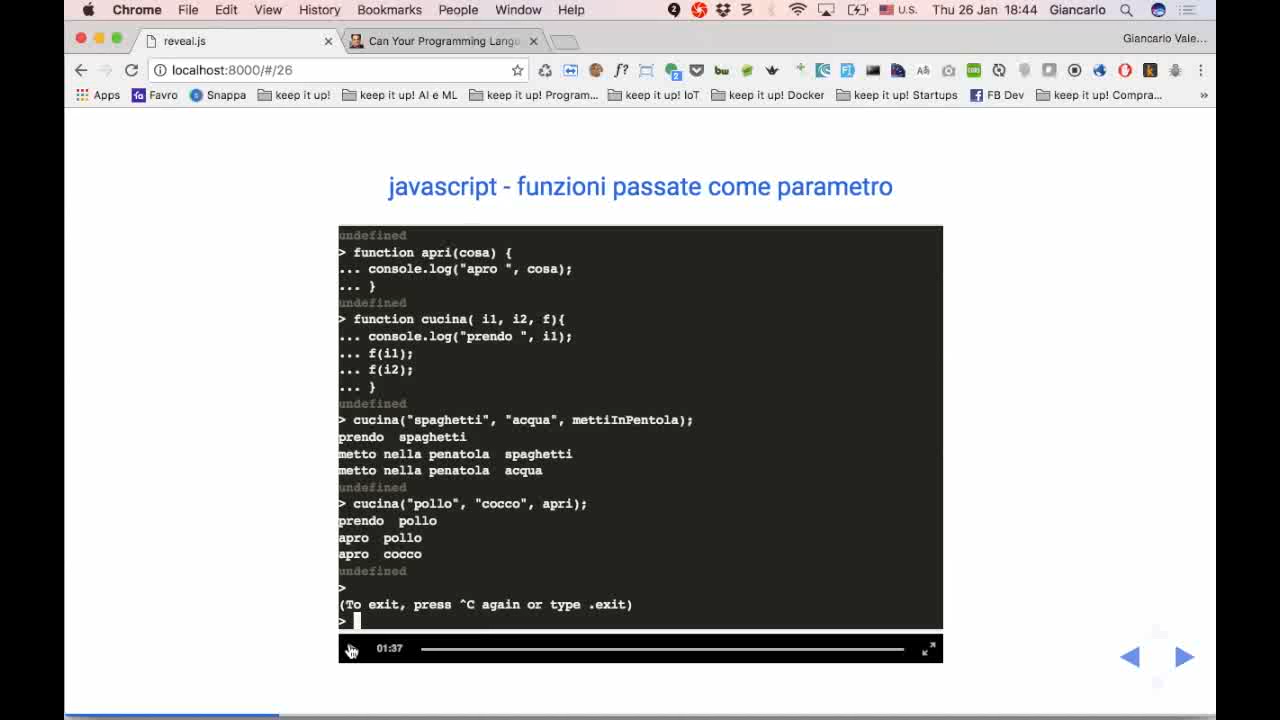 Chrome File Edit View History Bookmarks People Window Help 2 U.S. Thu 26 Jan 18:44 Giancarlo
reveal.js Can Your Programming Langu Giancarlo Vale...
localhost:8000/#/26 f? 2 bw
Apps fa Favro Snappa keep it up! keep it up! AI e ML keep it up! Program... keep it up! IoT keep it up! Docker keep it up! Startups FB Dev keep it up! Compra... »
javascript - funzioni passate come parametro
undefined
> function apri(cosa) {
... console.log("apro ", cosa);
... }
undefined
> function cucina( i1, i2, f){
... console.log("prendo ", i1);
... f(i1);
... f(i2);
... }
undefined
> cucina("spaghetti", "acqua", mettiInPentola);
prendo  spaghetti
metto nella penatola  spaghetti
metto nella penatola  acqua
undefined
> cucina("pollo", "cocco", apri);
prendo  pollo
apro  pollo
apro  cocco
undefined
>
(To exit, press ^C again or type .exit)
>
01:37